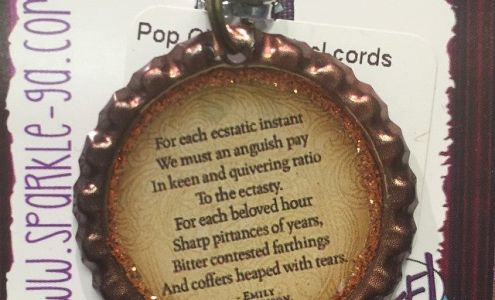 www.sparkle-ga.com
Pop
cords
For each ecstatic instant
We must an anguish pay
In keen and quivering ratio
To the ectasty.
For each beloved hour
Sharp pittances of years,
Bitter contested farthings
And coffers heaped with tears.
- Emily